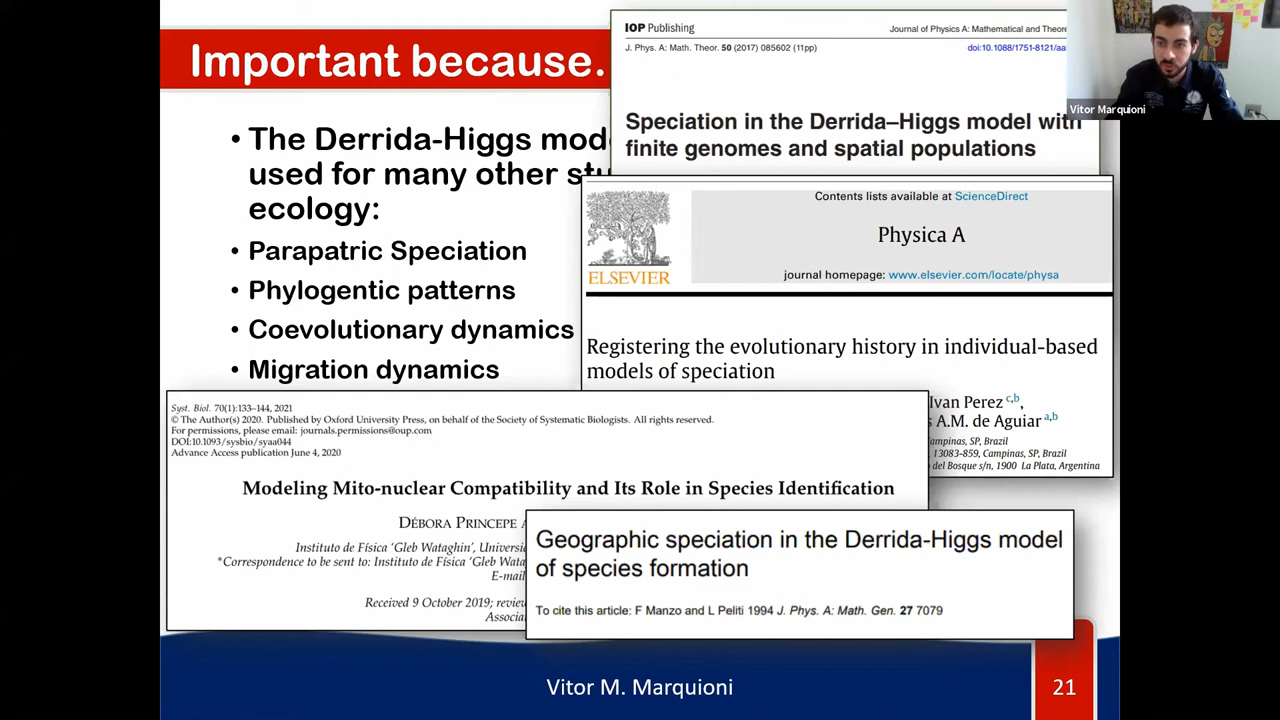 Important because.
• The Derrida-Higgs mod
used for many other stu
ecology:
• Parapatric Speciation
• Phylogentic patterns
• Coevolutionary dynamics
• Migration dynamics
IOP Publishing
Journal of Physics A: Mathematical and Theore
J. Phys. A: Math. Theor. 50 (2017) 085602 (11pp)
doi:10.1088/1751-8121/aa
Speciation in the Derrida–Higgs model with
finite genomes and spatial populations
Vitor Marquioni
Contents lists available at ScienceDirect
Physica A
ELSEVIER
journal homepage: www.elsevier.com/locate/physa
Registering the evolutionary history in individual-based
models of speciation
Ivan Perez c,b,
s A.M. de Aguiar a,b
Campinas, SP, Brazil
. 13083-859, Campinas, SP, Brazil
o del Bosque s/n, 1900 La Plata, Argentina
Syst. Biol. 70(1):133–144, 2021
© The Author(s) 2020. Published by Oxford University Press, on behalf of the Society of Systematic Biologists. All rights reserved.
For permissions, please email: journals.permissions@oup.com
DOI:10.1093/sysbio/syaa044
Advance Access publication June 4, 2020
Modeling Mito-nuclear Compatibility and Its Role in Species Identification
DÉBORA PRINCEPE A
Instituto de Física ‘Gleb Wataghin’, Universi
*Correspondence to be sent to: Instituto de Física ‘Gleb Wata
E-mail
Received 9 October 2019; review
Associa
Geographic speciation in the Derrida-Higgs model
of species formation
To cite this article: F Manzo and L Peliti 1994 J. Phys. A: Math. Gen. 27 7079
Vitor M. Marquioni
21